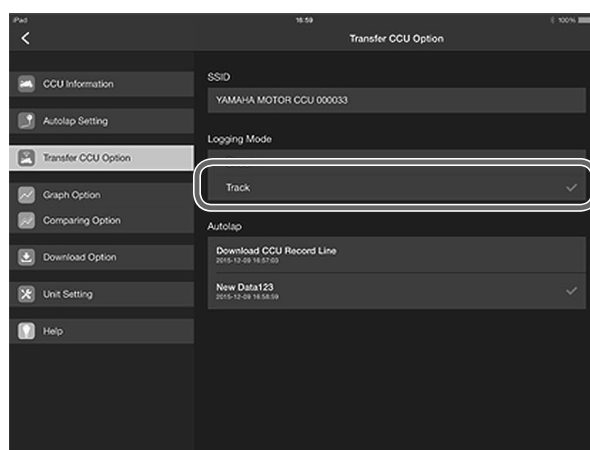 iPad 16:59 100%
Transfer CCU Option
CCU Information
Autolap Setting
Transfer CCU Option
Graph Option
Comparing Option
Download Option
Unit Setting
Help
SSID
YAMAHA MOTOR CCU 000033
Logging Mode
Track
Autolap
Download CCU Record Line
2015-12-09 16:57:03
New Data123
2015-12-09 16:58:59